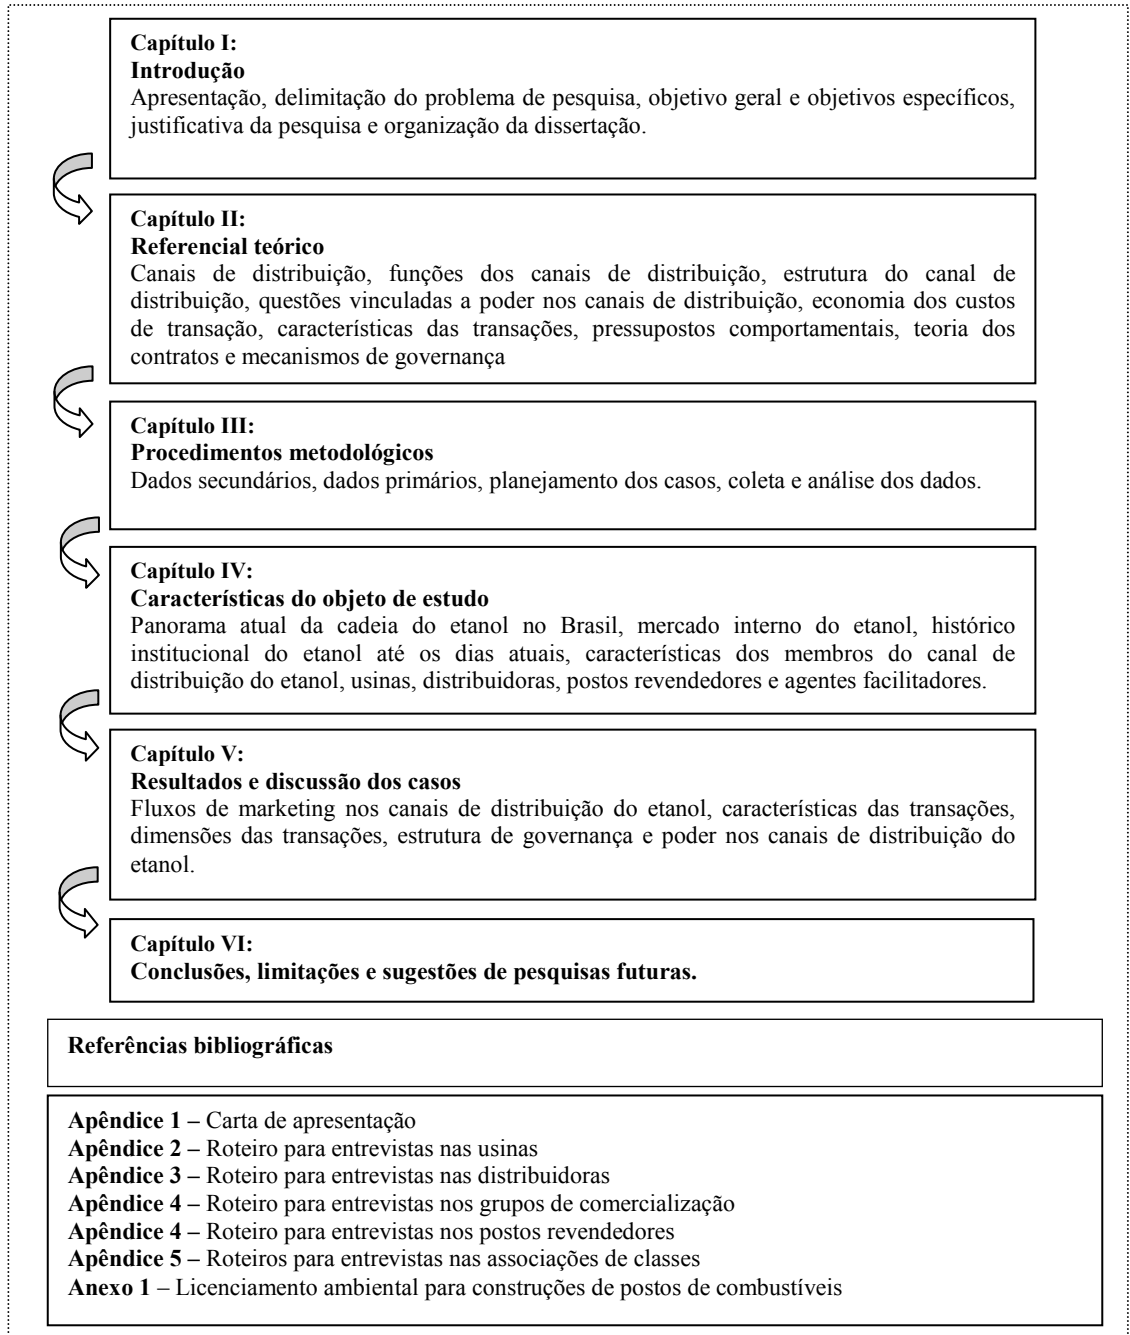 Capítulo I:
Introdução
Apresentação, delimitação do problema de pesquisa, objetivo geral e objetivos específicos,
justificativa da pesquisa e organização da dissertação.
Capítulo II:
Referencial teórico
Canais de distribuição, funções dos canais de distribuição, estrutura do canal de
distribuição, questões vinculadas a poder nos canais de distribuição, economia dos custos
de transação, características das transações, pressupostos comportamentais, teoria dos
contratos e mecanismos de governança
Capítulo III:
Procedimentos metodológicos
Dados secundários, dados primários, planejamento dos casos, coleta e análise dos dados.
Capítulo IV:
Características do objeto de estudo
Panorama atual da cadeia do etanol no Brasil, mercado interno do etanol, histórico
institucional do etanol até os dias atuais, características dos membros do canal de
distribuição do etanol, usinas, distribuidoras, postos revendedores e agentes facilitadores.
Capítulo V:
Resultados e discussão dos casos
Fluxos de marketing nos canais de distribuição do etanol, características das transações,
dimensões das transações, estrutura de governança e poder nos canais de distribuição do
etanol.
Capítulo VI:
Conclusões, limitações e sugestões de pesquisas futuras.
Referências bibliográficas
Apêndice 1 – Carta de apresentação
Apêndice 2 – Roteiro para entrevistas nas usinas
Apêndice 3 – Roteiro para entrevistas nas distribuidoras
Apêndice 4 – Roteiro para entrevistas nos grupos de comercialização
Apêndice 4 – Roteiro para entrevistas nos postos revendedores
Apêndice 5 – Roteiros para entrevistas nas associações de classes
Anexo 1 – Licenciamento ambiental para construções de postos de combustíveis